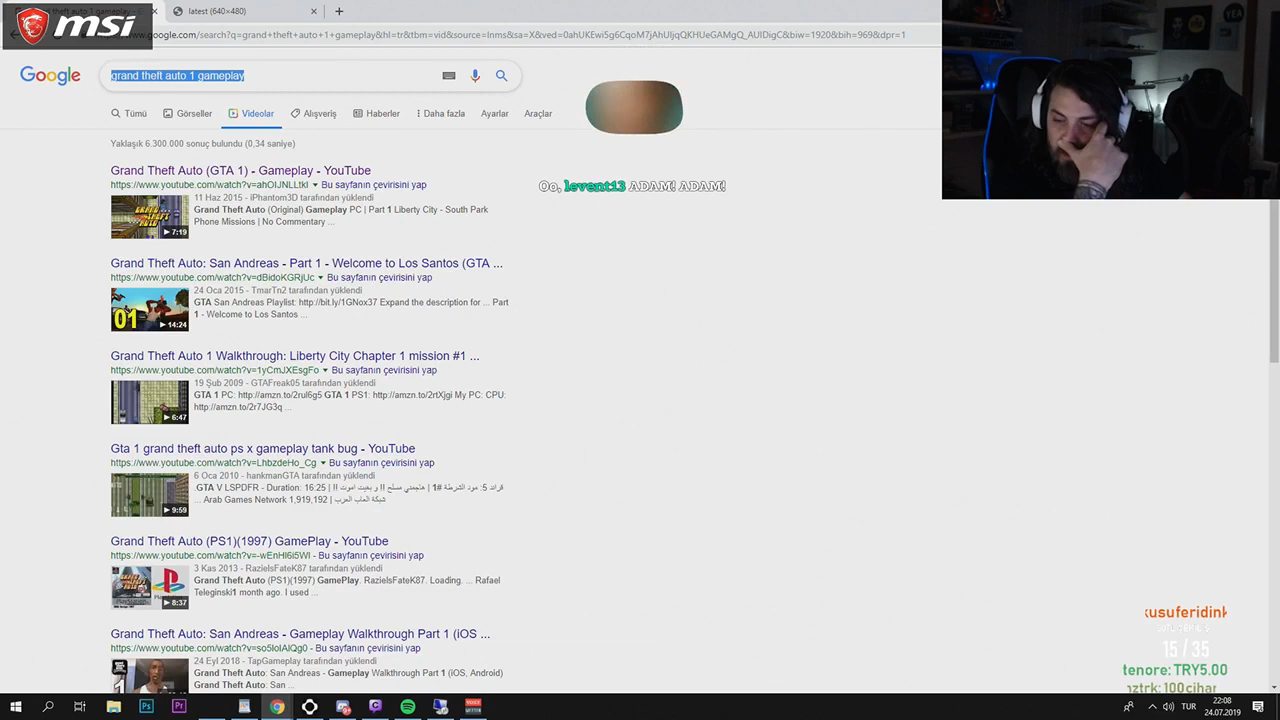 msi
latest (640×480)
.google.com/search?q=grand+theft+auto+1+gameplay&hl=tr&tbm=vid&source=lnms&sa=X&ved=0ahUKEwi5g6CqoM7jAhUljqQKHUeGAMgQ_AUIDigC&biw=1920&bih=969&dpr=1
Google
grand theft auto 1 gameplay
Tümü Görseller Videolar Alışveriş Haberler Daha fazla Ayarlar Araçlar
Yaklaşık 6.300.000 sonuç bulundu (0,34 saniye)
Oo, levent13 ADAM! ADAM!
Grand Theft Auto (GTA 1) - Gameplay - YouTube
https://www.youtube.com/watch?v=ahOIJNLLtkI Bu sayfanın çevirisini yap
11 Haz 2015 - iPhantom3D tarafından yüklendi
Grand Theft Auto (Original) Gameplay PC | Part 1 Liberty City - South Park
Phone Missions | No Commentary ...
7:19
Grand Theft Auto: San Andreas - Part 1 - Welcome to Los Santos (GTA ...
https://www.youtube.com/watch?v=dBidoKGRjUc Bu sayfanın çevirisini yap
24 Oca 2015 - TmarTn2 tarafından yüklendi
GTA San Andreas Playlist: http://bit.ly/1GNox37 Expand the description for ... Part
1 - Welcome to Los Santos ...
01
14:24
Grand Theft Auto 1 Walkthrough: Liberty City Chapter 1 mission #1 ...
https://www.youtube.com/watch?v=1yCmJXEsgFo Bu sayfanın çevirisini yap
19 Şub 2009 - GTAFreak05 tarafından yüklendi
GTA 1 PC: http://amzn.to/2rul6g5 GTA 1 PS1: http://amzn.to/2rtXjgi My PC: CPU:
http://amzn.to/2r7JG3q ...
6:47
Gta 1 grand theft auto ps x gameplay tank bug - YouTube
https://www.youtube.com/watch?v=LhbzdeHo_Cg Bu sayfanın çevirisini yap
6 Oca 2010 - hankmanGTA tarafından yüklendi
GTA V LSPDFR - Duration: 16:25 | قراند 5: مود الشرطة #1 | هاجمني مسلح !! و بغيت اموت !!
... Arab Games Network 1,919,192 | شبكة العاب العرب
9:59
Grand Theft Auto (PS1)(1997) GamePlay - YouTube
https://www.youtube.com/watch?v=-wEnHI6i5WI - Bu sayfanın çevirisini yap
3 Kas 2013 - RazielsFateK87 tarafından yüklendi
Grand Theft Auto (PS1)(1997) GamePlay. RazielsFateK87. Loading. ... Rafael
Teleginski1 month ago. I used ...
8:37
Grand Theft Auto: San Andreas - Gameplay Walkthrough Part 1 (iOS ...
https://www.youtube.com/watch?v=so5lolAlQg0 - Bu sayfanın çevirisini yap
24 Eyl 2018 - TapGameplay tarafından yüklendi
Grand Theft Auto: San Andreas - Gameplay Walkthrough Part 1 (iOS, Android)
Grand Theft Auto: San ...
1
kusuferidink
15 / 35
tenore: TRY5.00
nztrk: 100cihar
Ps
Pr
TUR
22:08
24.07.2019